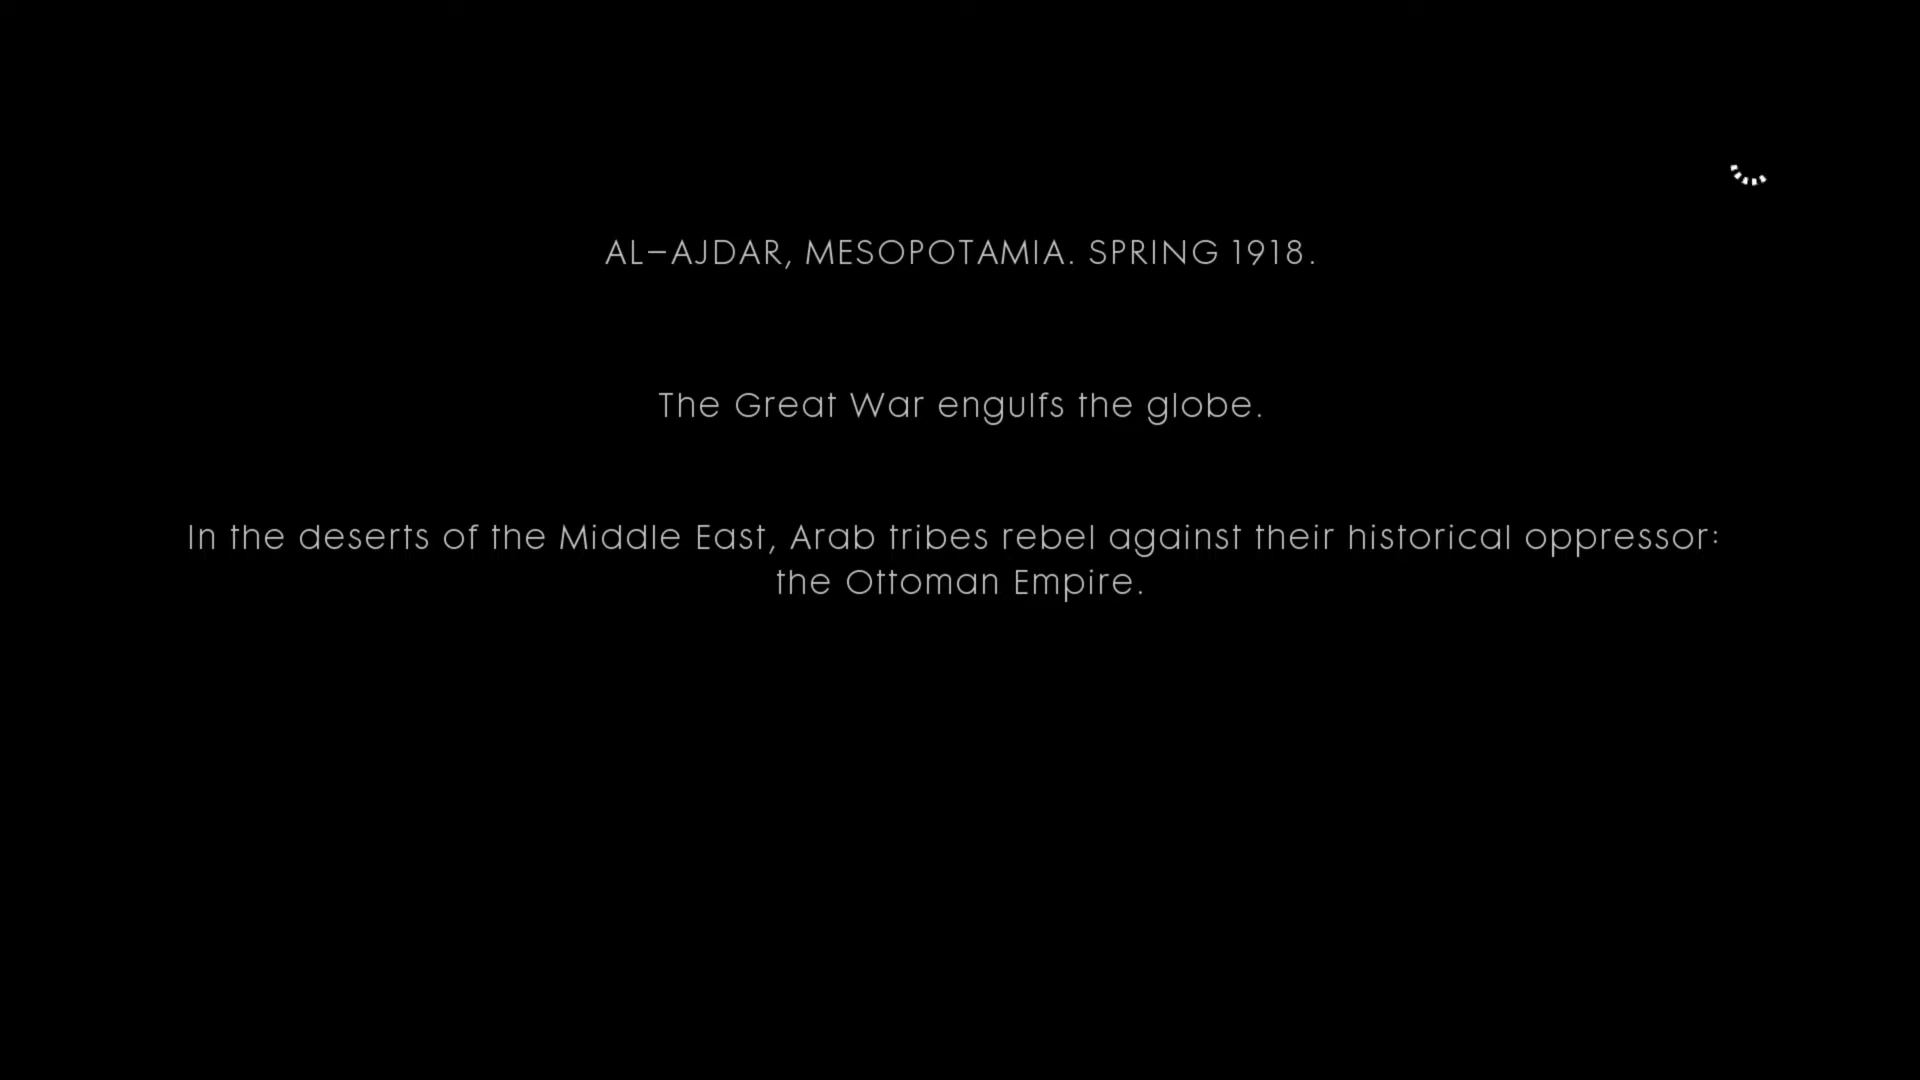 AL–AJDAR, MESOPOTAMIA. SPRING 1918.
The Great War engulfs the globe.
In the deserts of the Middle East, Arab tribes rebel against their historical oppressor:
the Ottoman Empire.